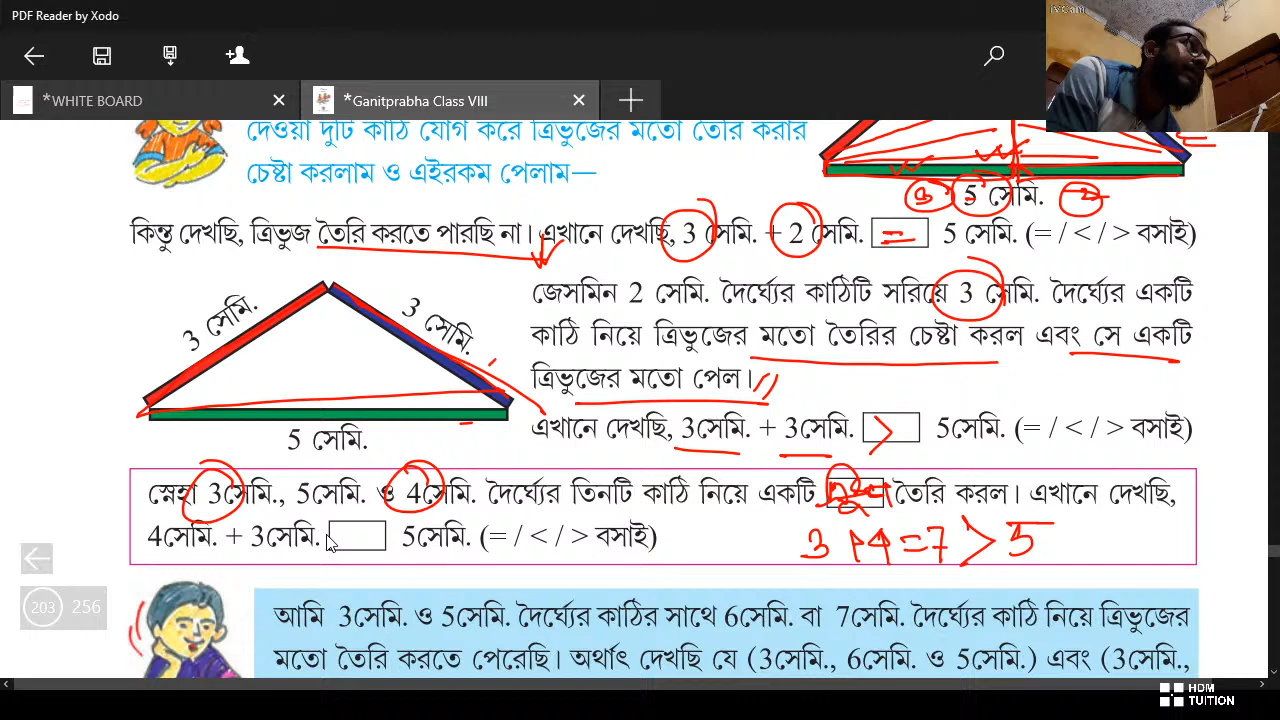 PDF Reader by Xodo
IVCam
*WHITE BOARD
*Ganitprabha Class VIII
দেওয়া দুটি কাঠি যোগ করে ত্রিভুজের মতো তৈরি করার
চেষ্টা করলাম ও এইরকম পেলাম—
3 5 সেমি. 2
কিন্তু দেখছি, ত্রিভুজ তৈরি করতে পারছি না। এখানে দেখছি, 3 সেমি. + 2 সেমি. = 5 সেমি. (= / < / > বসাই)
3 সেমি.
3 সেমি.
5 সেমি.
জেসমিন 2 সেমি. দৈর্ঘ্যের কাঠিটি সরিয়ে 3 সেমি. দৈর্ঘ্যের একটি
কাঠি নিয়ে ত্রিভুজের মতো তৈরির চেষ্টা করল এবং সে একটি
ত্রিভুজের মতো পেল।
এখানে দেখছি, 3সেমি. + 3সেমি. > 5সেমি. (= / < / > বসাই)
স্নেহা 3সেমি., 5সেমি. ও 4সেমি. দৈর্ঘ্যের তিনটি কাঠি নিয়ে একটি তৈরি করল। এখানে দেখছি,
4সেমি. + 3সেমি. 5সেমি. (= / < / > বসাই)
3+4=7>5
203 256
আমি 3সেমি. ও 5সেমি. দৈর্ঘ্যের কাঠির সাথে 6সেমি. বা 7সেমি. দৈর্ঘ্যের কাঠি নিয়ে ত্রিভুজের
মতো তৈরি করতে পেরেছি। অর্থাৎ দেখছি যে (3সেমি., 6সেমি. ও 5সেমি.) এবং (3সেমি.,
HDM
TUITION